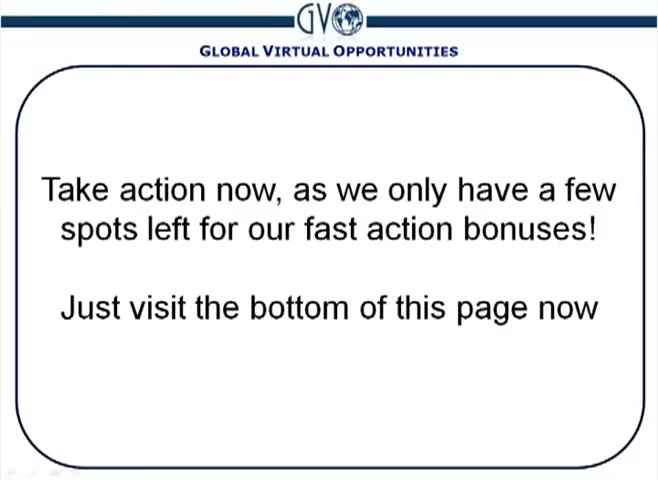 GVO
GLOBAL VIRTUAL OPPORTUNITIES
Take action now, as we only have a few
spots left for our fast action bonuses!
Just visit the bottom of this page now